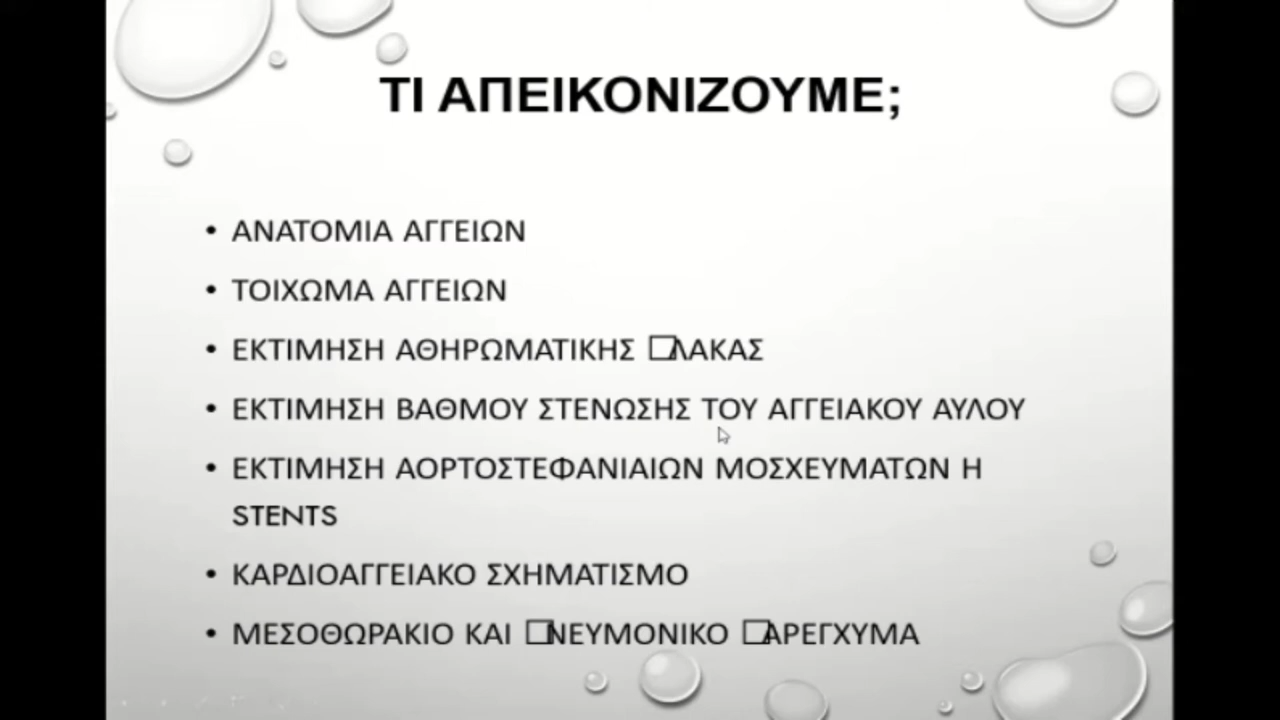 ΤΙ ΑΠΕΙΚΟΝΙΖΟΥΜΕ;
• ΑΝΑΤΟΜΙΑ ΑΓΓΕΙΩΝ
• ΤΟΙΧΩΜΑ ΑΓΓΕΙΩΝ
• ΕΚΤΙΜΗΣΗ ΑΘΗΡΩΜΑΤΙΚΗΣ □ΛΑΚΑΣ
• ΕΚΤΙΜΗΣΗ ΒΑΘΜΟΥ ΣΤΕΝΩΣΗΣ ΤΟΥ ΑΓΓΕΙΑΚΟΥ ΑΥΛΟΥ
• ΕΚΤΙΜΗΣΗ ΑΟΡΤΟΣΤΕΦΑΝΙΑΙΩΝ ΜΟΣΧΕΥΜΑΤΩΝ Η
STENTS
• ΚΑΡΔΙΟΑΓΓΕΙΑΚΟ ΣΧΗΜΑΤΙΣΜΟ
• ΜΕΣΟΘΩΡΑΚΙΟ ΚΑΙ □ΝΕΥΜΟΝΙΚΟ □ΑΡΕΓΧΥΜΑ